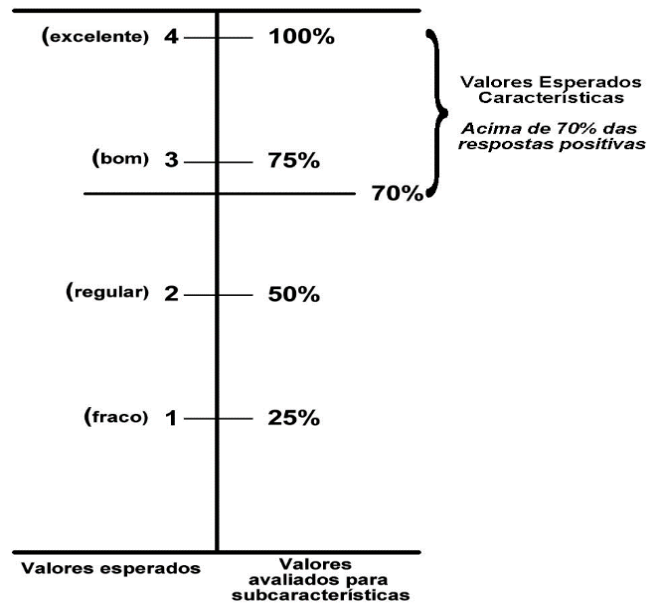 (excelente) 4 100%
Valores Esperados
Características
Acima de 70% das
respostas positivas
(bom) 3 75%
70%
(regular) 2 50%
(fraco) 1 25%
Valores esperados
Valores
avaliados para
subcaracterísticas